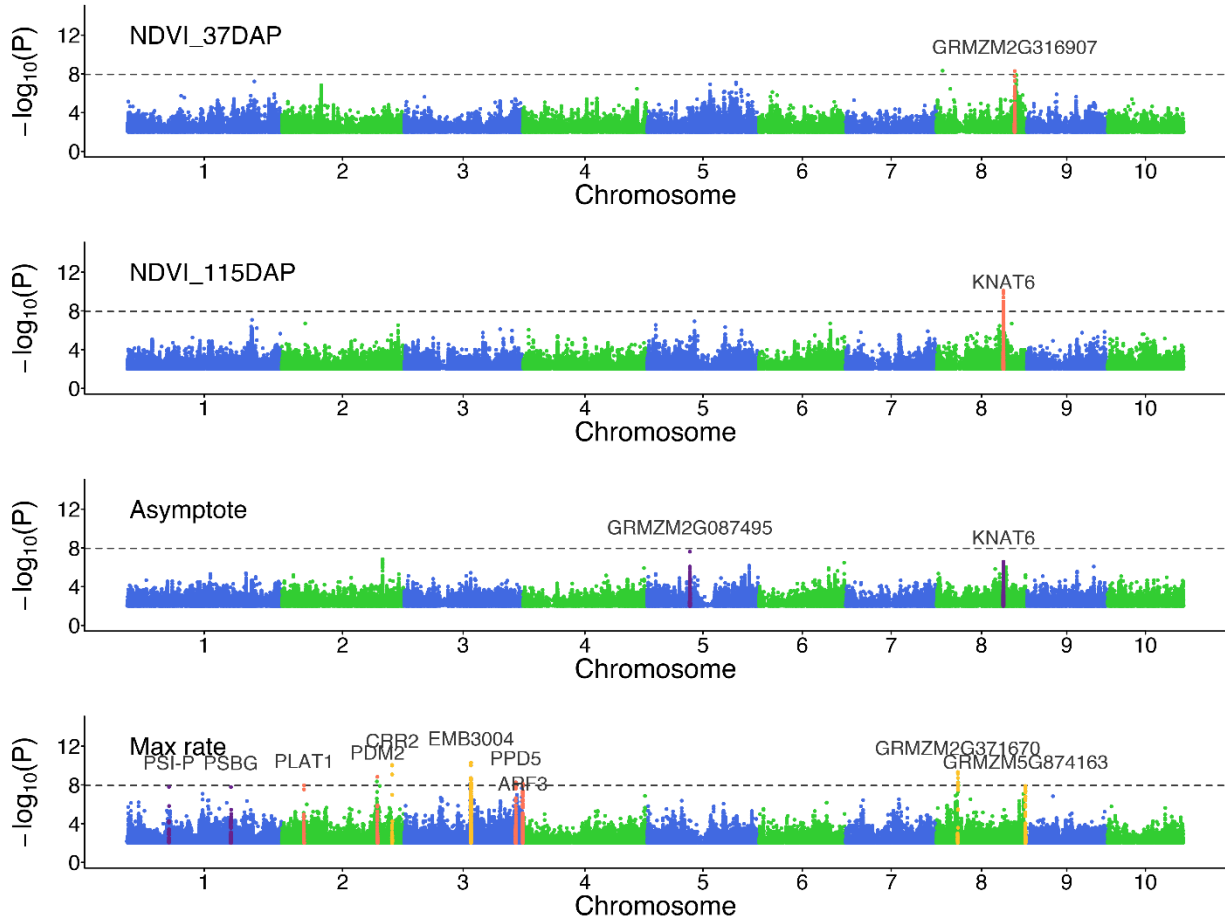 NDVI_37DAP
GRMZM2G316907
−log10(P)
12
8
4
0
1 2 3 4 5 6 7 8 9 10
Chromosome
NDVI_115DAP
KNAT6
−log10(P)
12
8
4
0
1 2 3 4 5 6 7 8 9 10
Chromosome
Asymptote
GRMZM2G087495
KNAT6
−log10(P)
12
8
4
0
1 2 3 4 5 6 7 8 9 10
Chromosome
Max rate
PSI-P PSBG PLAT1 PDM2 CRR2 EMB3004 PPD5 ARF3 GRMZM2G371670 GRMZM5G874163
−log10(P)
12
8
4
0
1 2 3 4 5 6 7 8 9 10
Chromosome